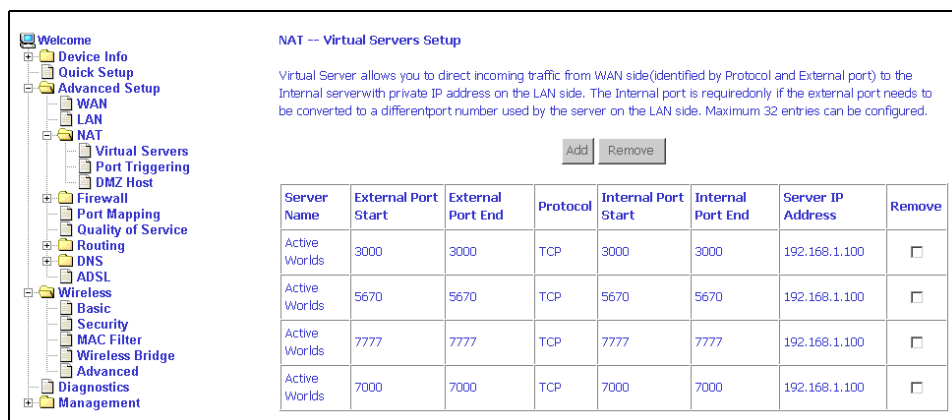 Welcome
Device Info
Quick Setup
Advanced Setup
WAN
LAN
NAT
Virtual Servers
Port Triggering
DMZ Host
Firewall
Port Mapping
Quality of Service
Routing
DNS
ADSL
Wireless
Basic
Security
MAC Filter
Wireless Bridge
Advanced
Diagnostics
Management
NAT -- Virtual Servers Setup
Virtual Server allows you to direct incoming traffic from WAN side(identified by Protocol and External port) to the
Internal serverwith private IP address on the LAN side. The Internal port is requiredonly if the external port needs to
be converted to a differentport number used by the server on the LAN side. Maximum 32 entries can be configured.
Add Remove
Server Name External Port Start External Port End Protocol Internal Port Start Internal Port End Server IP Address Remove
Active Worlds 3000 3000 TCP 3000 3000 192.168.1.100
Active Worlds 5670 5670 TCP 5670 5670 192.168.1.100
Active Worlds 7777 7777 TCP 7777 7777 192.168.1.100
Active Worlds 7000 7000 TCP 7000 7000 192.168.1.100